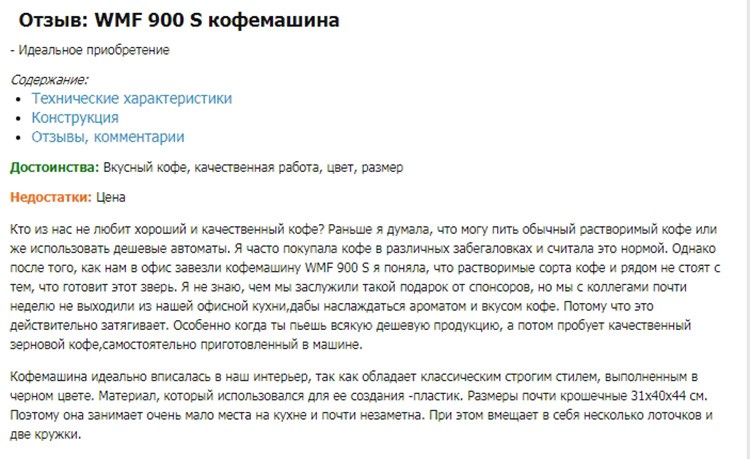 Отзыв: WMF 900 S кофемашина
- Идеальное приобретение
Содержание:
• Технические характеристики
• Конструкция
• Отзывы, комментарии
Достоинства: Вкусный кофе, качественная работа, цвет, размер
Недостатки: Цена
Кто из нас не любит хороший и качественный кофе? Раньше я думала, что могу пить обычный растворимый кофе или
же использовать дешевые автоматы. Я часто покупала кофе в различных забегаловках и считала это нормой. Однако
после того, как нам в офис завезли кофемашину WMF 900 S я поняла, что растворимые сорта кофе и рядом не стоят с
тем, что готовит этот зверь. Я не знаю, чем мы заслужили такой подарок от спонсоров, но мы с коллегами почти
неделю не выходили из нашей офисной кухни,дабы наслаждаться ароматом и вкусом кофе. Потому что это
действительно затягивает. Особенно когда ты пьешь всякую дешевую продукцию, а потом пробует качественный
зерновой кофе,самостоятельно приготовленный в машине.
Кофемашина идеально вписалась в наш интерьер, так как обладает классическим строгим стилем, выполненным в
черном цвете. Материал, который использовался для ее создания -пластик. Размеры почти крошечные 31х40х44 см.
Поэтому она занимает очень мало места на кухне и почти незаметна. При этом вмещает в себя несколько лоточков и
две кружки.